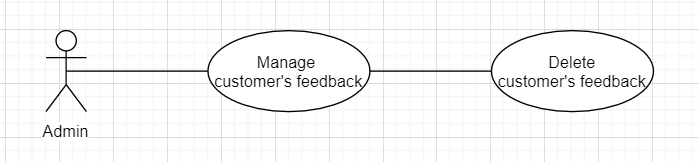 Manage
customer's feedback
Delete
customer's feedback
Admin